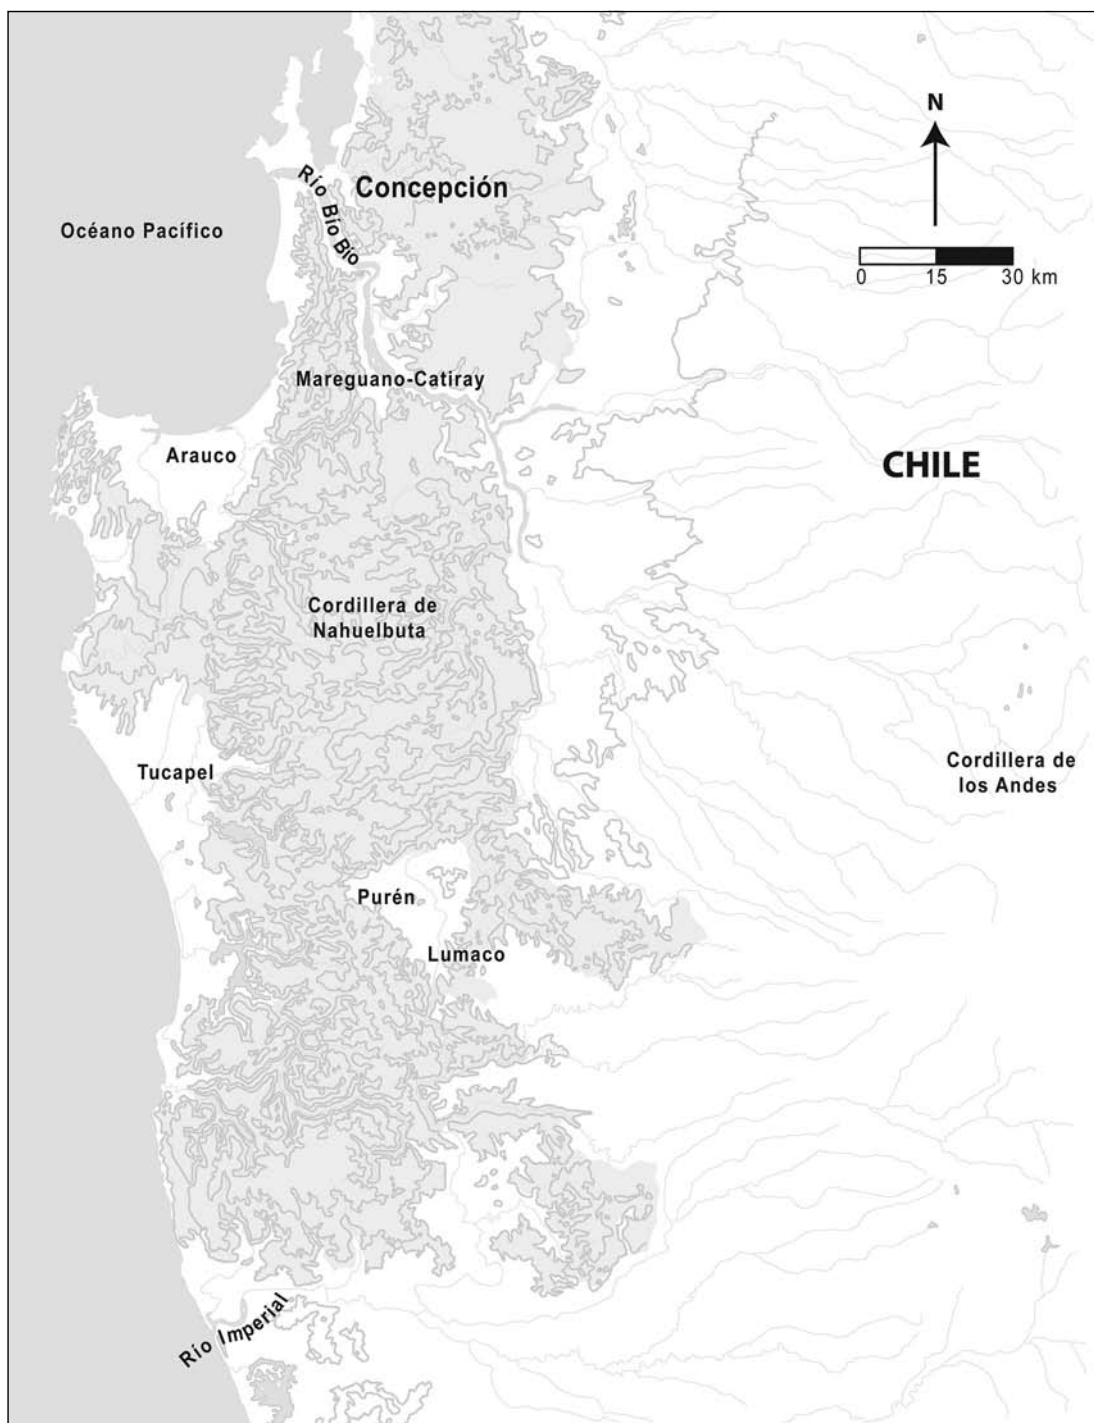 N
Río Bío Bío
Concepción
Océano Pacífico
0 15 30 km
Mareguano-Catiray
Arauco
CHILE
Cordillera de
Nahuelbuta
Tucapel
Cordillera de
los Andes
Purén
Lumaco
Río Imperial